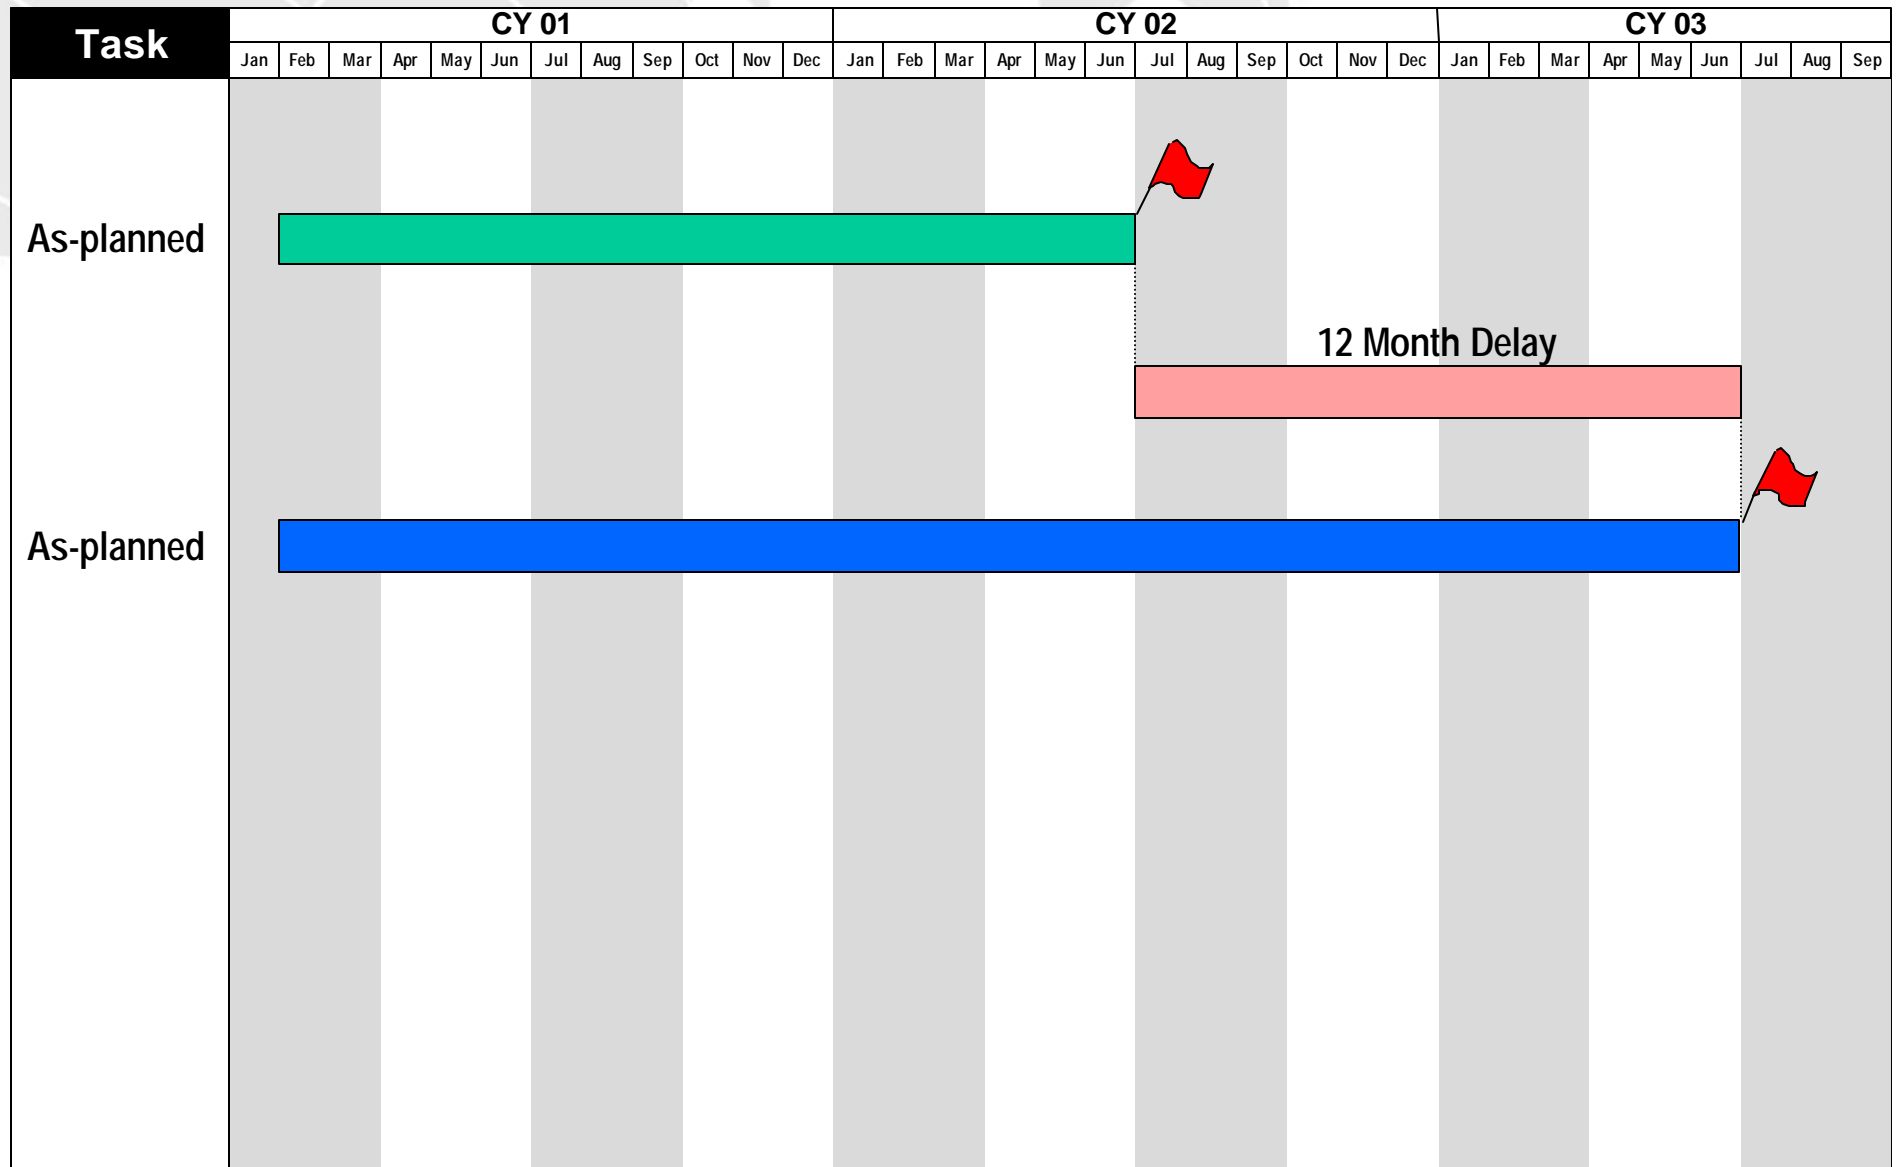 Task
CY 01 CY 02 CY 03
Jan Feb Mar Apr May Jun Jul Aug Sep Oct Nov Dec Jan Feb Mar Apr May Jun Jul Aug Sep Oct Nov Dec Jan Feb Mar Apr May Jun Jul Aug Sep
As-planned
12 Month Delay
As-planned